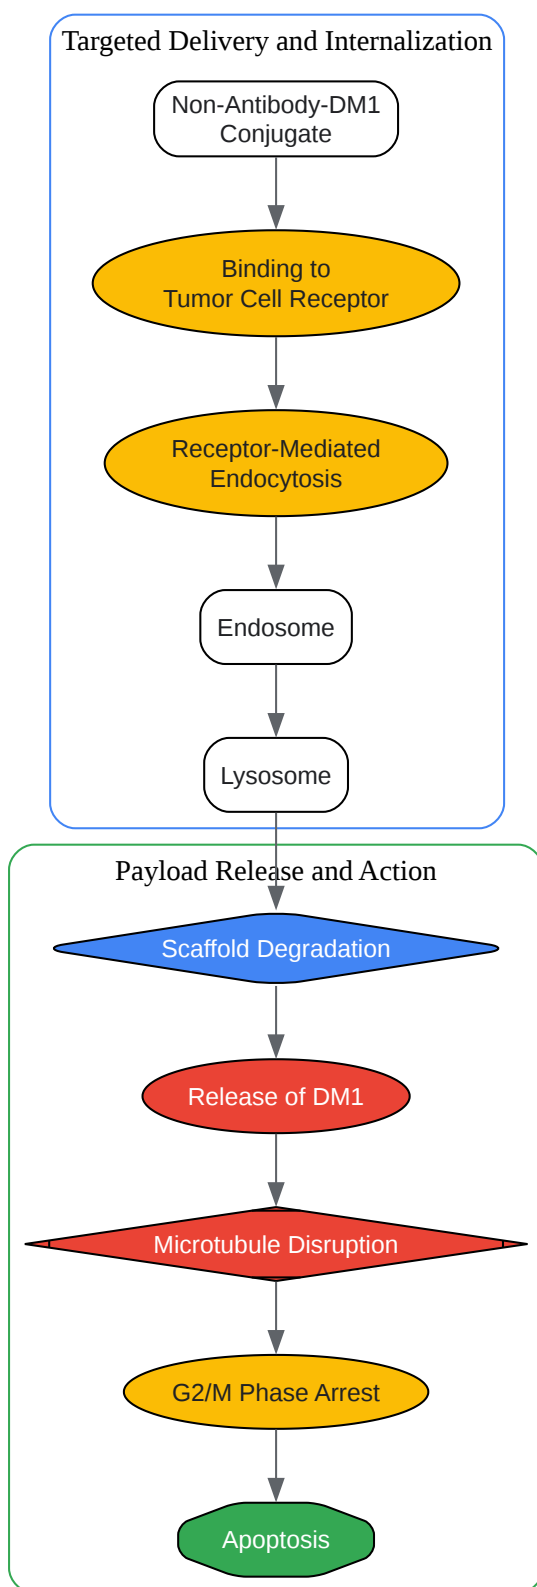 Targeted Delivery and Internalization
Non-Antibody-DM1
Conjugate
Binding to
Tumor Cell Receptor
Receptor-Mediated
Endocytosis
Endosome
Lysosome
Payload Release and Action
Scaffold Degradation
Release of DM1
Microtubule Disruption
G2/M Phase Arrest
Apoptosis